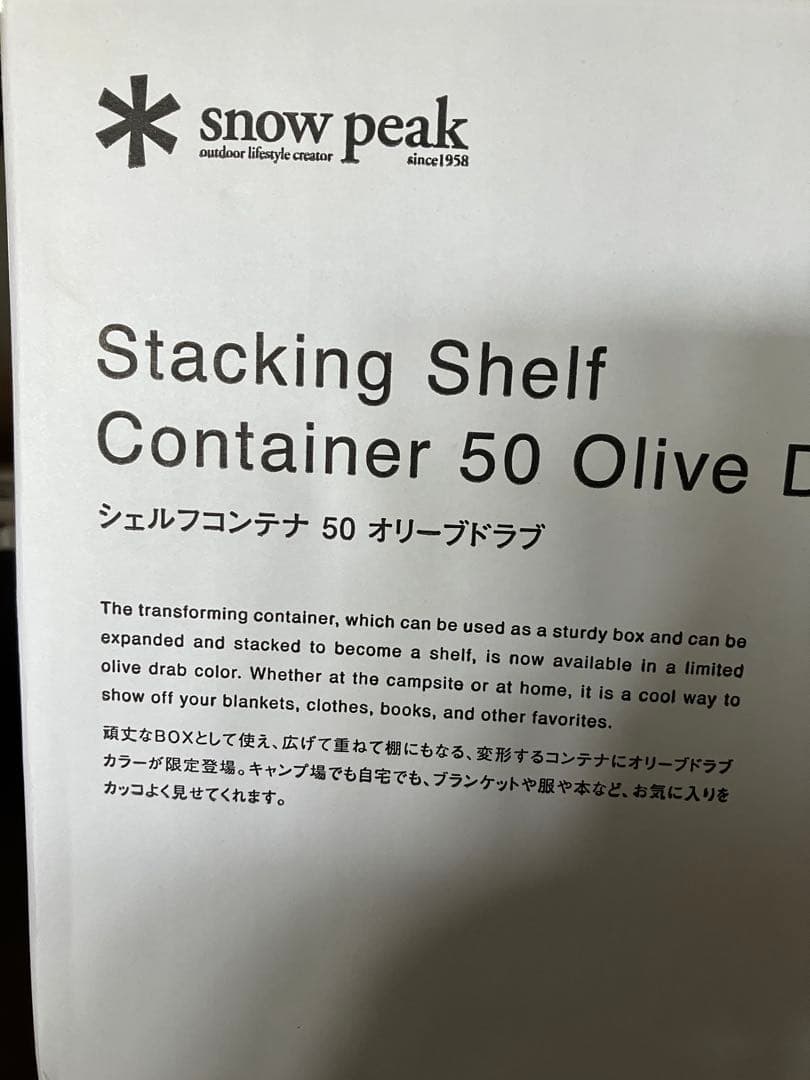 snow peak
outdoor lifestyle creator
since1958
Stacking Shelf
Container 50 Olive
シェルフコンテナ 50 オリーブドラブ
The transforming container, which can be used as a sturdy box and can be
expanded and stacked to become a shelf, is now available in a limited
olive drab color. Whether at the campsite or at home, it is a cool way to
show off your blankets, clothes, books, and other favorites.
頑丈なBOXとして使え、広げて重ねて棚にもなる、変形するコンテナにオリーブドラブ
カラーが限定登場。キャンプ場でも自宅でも、ブランケットや服や本など、お気に入りを
カッコよく見せてくれます。